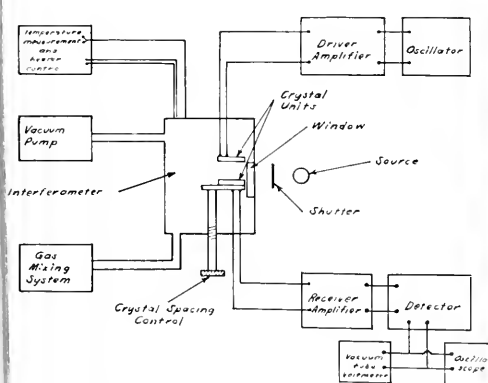 Temperature
measurement
and
heater
control
Driver
Amplifier
Oscillator
Crystal
Units
Window
Vacuum
Pump
Source
Interferometer
Shutter
Gas
Mixing
System
Crystal Spacing
Control
Receiver
Amplifier
Detector
Vacuum
tube
voltmeter
Oscillo
scope